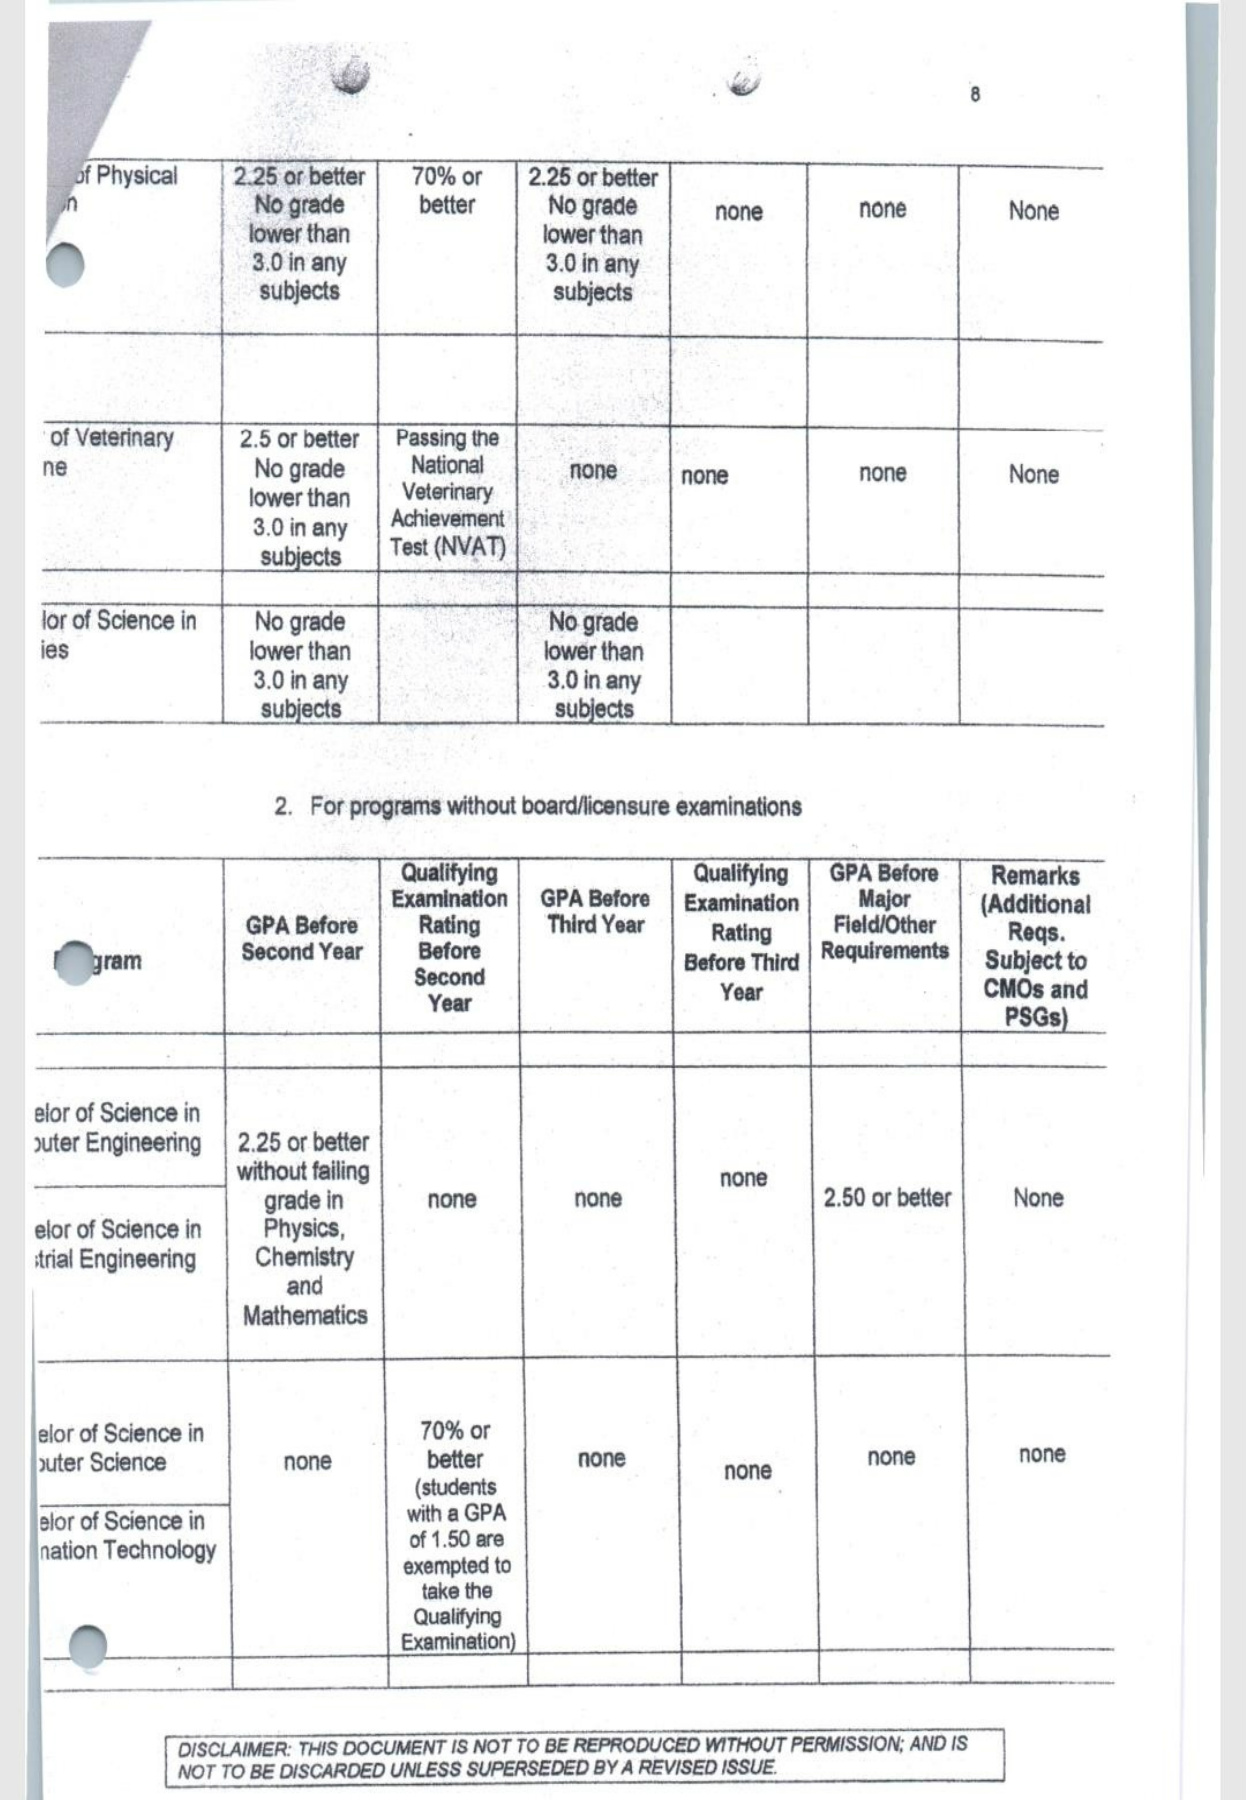 8
of Physical
n
2.25 or better
No grade
lower than
3.0 in any
subjects
70% or
better
2.25 or better
No grade
lower than
3.0 in any
subjects
none
none
None
of Veterinary
ne
2.5 or better
No grade
lower than
3.0 in any
subjects
Passing the
National
Veterinary
Achievement
Test (NVAT)
none
none
none
None
lor of Science in
ies
No grade
lower than
3.0 in any
subjects
No grade
lower than
3.0 in any
subjects
2. For programs without board/licensure examinations
gram
GPA Before
Second Year
Qualifying
Examination
Rating
Before
Second
Year
GPA Before
Third Year
Qualifying
Examination
Rating
Before Third
Year
GPA Before
Major
Field/Other
Requirements
Remarks
(Additional
Reqs.
Subject to
CMOs and
PSGs)
elor of Science in
outer Engineering
elor of Science in
strial Engineering
2.25 or better
without failing
grade in
Physics,
Chemistry
and
Mathematics
none
none
none
2.50 or better
None
elor of Science in
outer Science
elor of Science in
nation Technology
none
70% or
better
(students
with a GPA
of 1.50 are
exempted to
take the
Qualifying
Examination)
none
none
none
none
DISCLAIMER: THIS DOCUMENT IS NOT TO BE REPRODUCED WITHOUT PERMISSION; AND IS
NOT TO BE DISCARDED UNLESS SUPERSEDED BY A REVISED ISSUE.